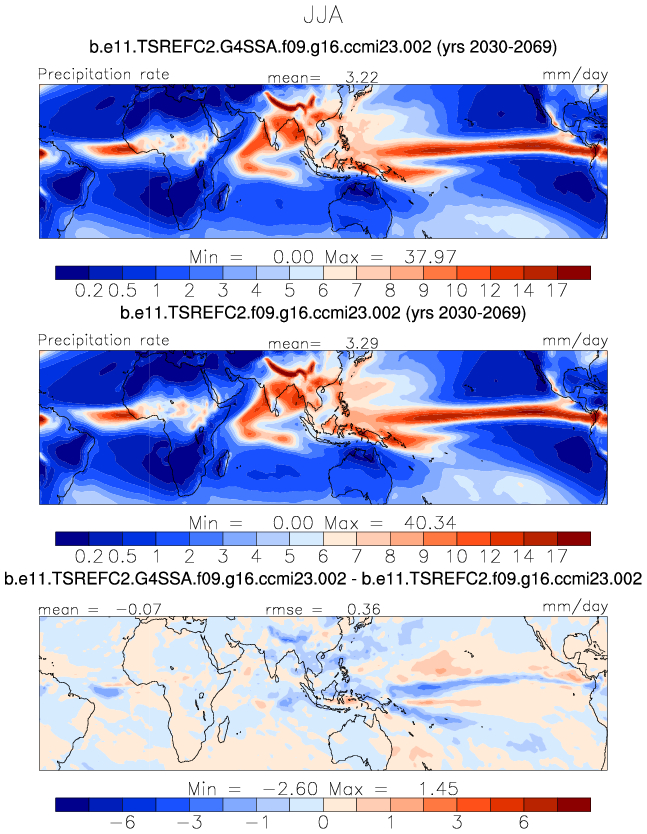 JJA
b.e11.TSREFC2.G4SSA.f09.g16.ccmi23.002 (yrs 2030-2069)
Precipitation rate mean= 3.22 mm/day
Min = 0.00 Max = 37.97
0.2 0.5 1 2 3 4 5 6 7 8 9 10 12 14 17
b.e11.TSREFC2.f09.g16.ccmi23.002 (yrs 2030-2069)
Precipitation rate mean= 3.29 mm/day
Min = 0.00 Max = 40.34
0.2 0.5 1 2 3 4 5 6 7 8 9 10 12 14 17
b.e11.TSREFC2.G4SSA.f09.g16.ccmi23.002 - b.e11.TSREFC2.f09.g16.ccmi23.002
mean = -0.07 rmse = 0.36 mm/day
Min = -2.60 Max = 1.45
-6 -3 -1 0 1 3 6